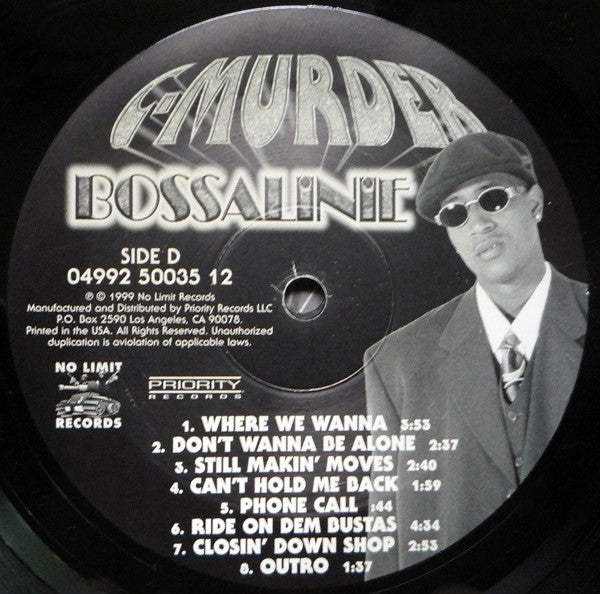 C-MURDER
BOSSALINIE
SIDE D
04992 50035 12
℗ © 1999 No Limit Records
Manufactured and Distributed by Priority Records LLC
P.O. Box 2590 Los Angeles, CA 90078.
Printed in the USA. All Rights Reserved. Unauthorized
duplication is aviolation of applicable laws.
NO LIMIT
RECORDS
PRIORITY
RECORDS
1. WHERE WE WANNA 3:53
2. DON'T WANNA BE ALONE 2:37
3. STILL MAKIN' MOVES 2:40
4. CAN'T HOLD ME BACK 1:59
5. PHONE CALL :44
6. RIDE ON DEM BUSTAS 4:34
7. CLOSIN' DOWN SHOP 2:53
8. OUTRO 1:37